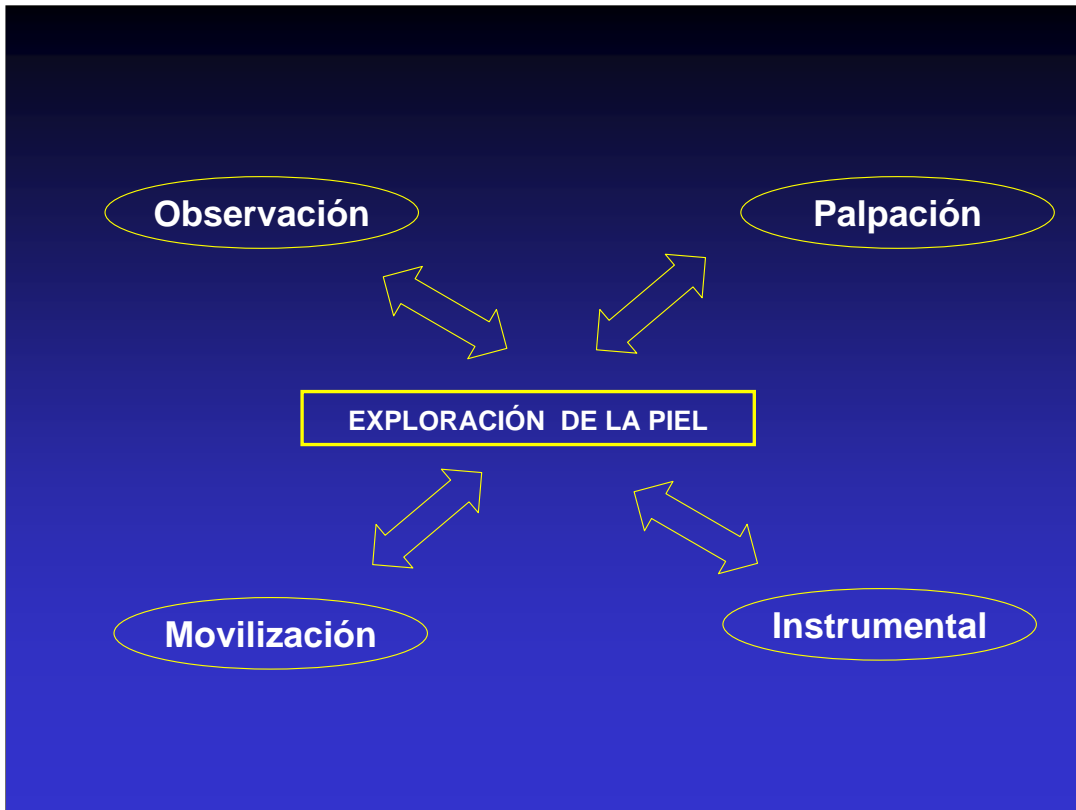 Observación
Palpación
EXPLORACIÓN DE LA PIEL
Movilización
Instrumental